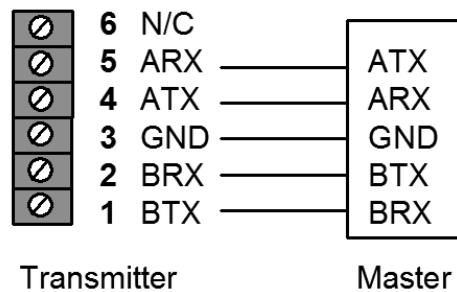 6 N/C
5 ARX ATX
4 ATX ARX
3 GND GND
2 BRX BTX
1 BTX BRX
Transmitter Master